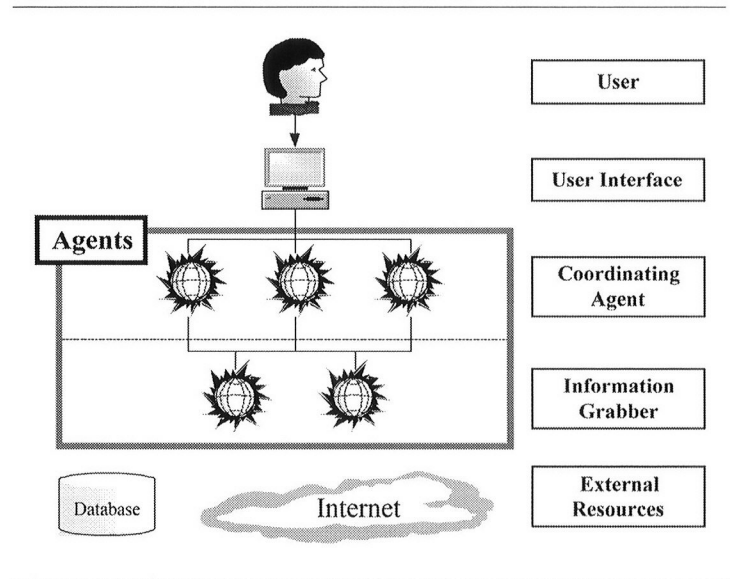 User
User Interface
Agents
Coordinating
Agent
Information
Grabber
Database
Internet
External
Resources